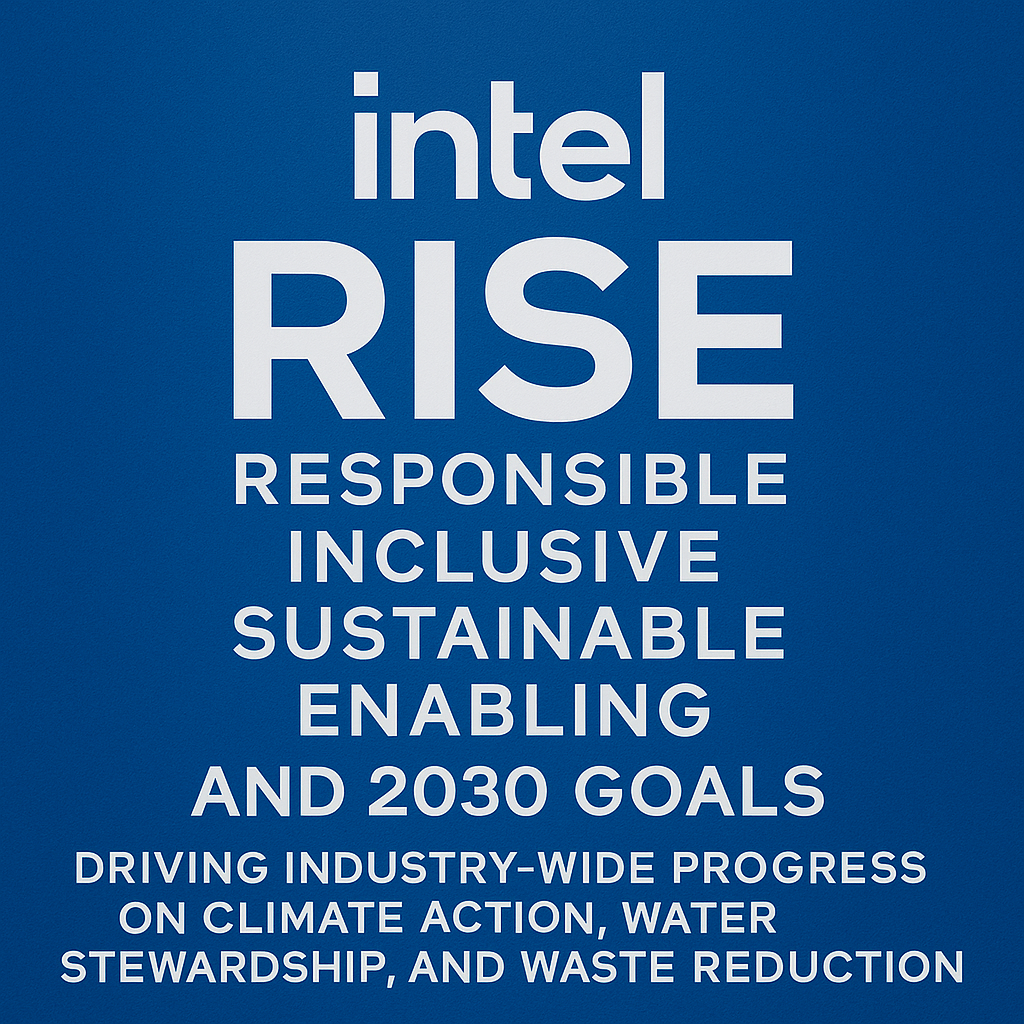 intel
RISE
RESPONSIBLE
INCLUSIVE
SUSTAINABLE
ENABLING
AND 2030 GOALS
DRIVING INDUSTRY-WIDE PROGRESS
ON CLIMATE ACTION, WATER
STEWARDSHIP, AND WASTE REDUCTION